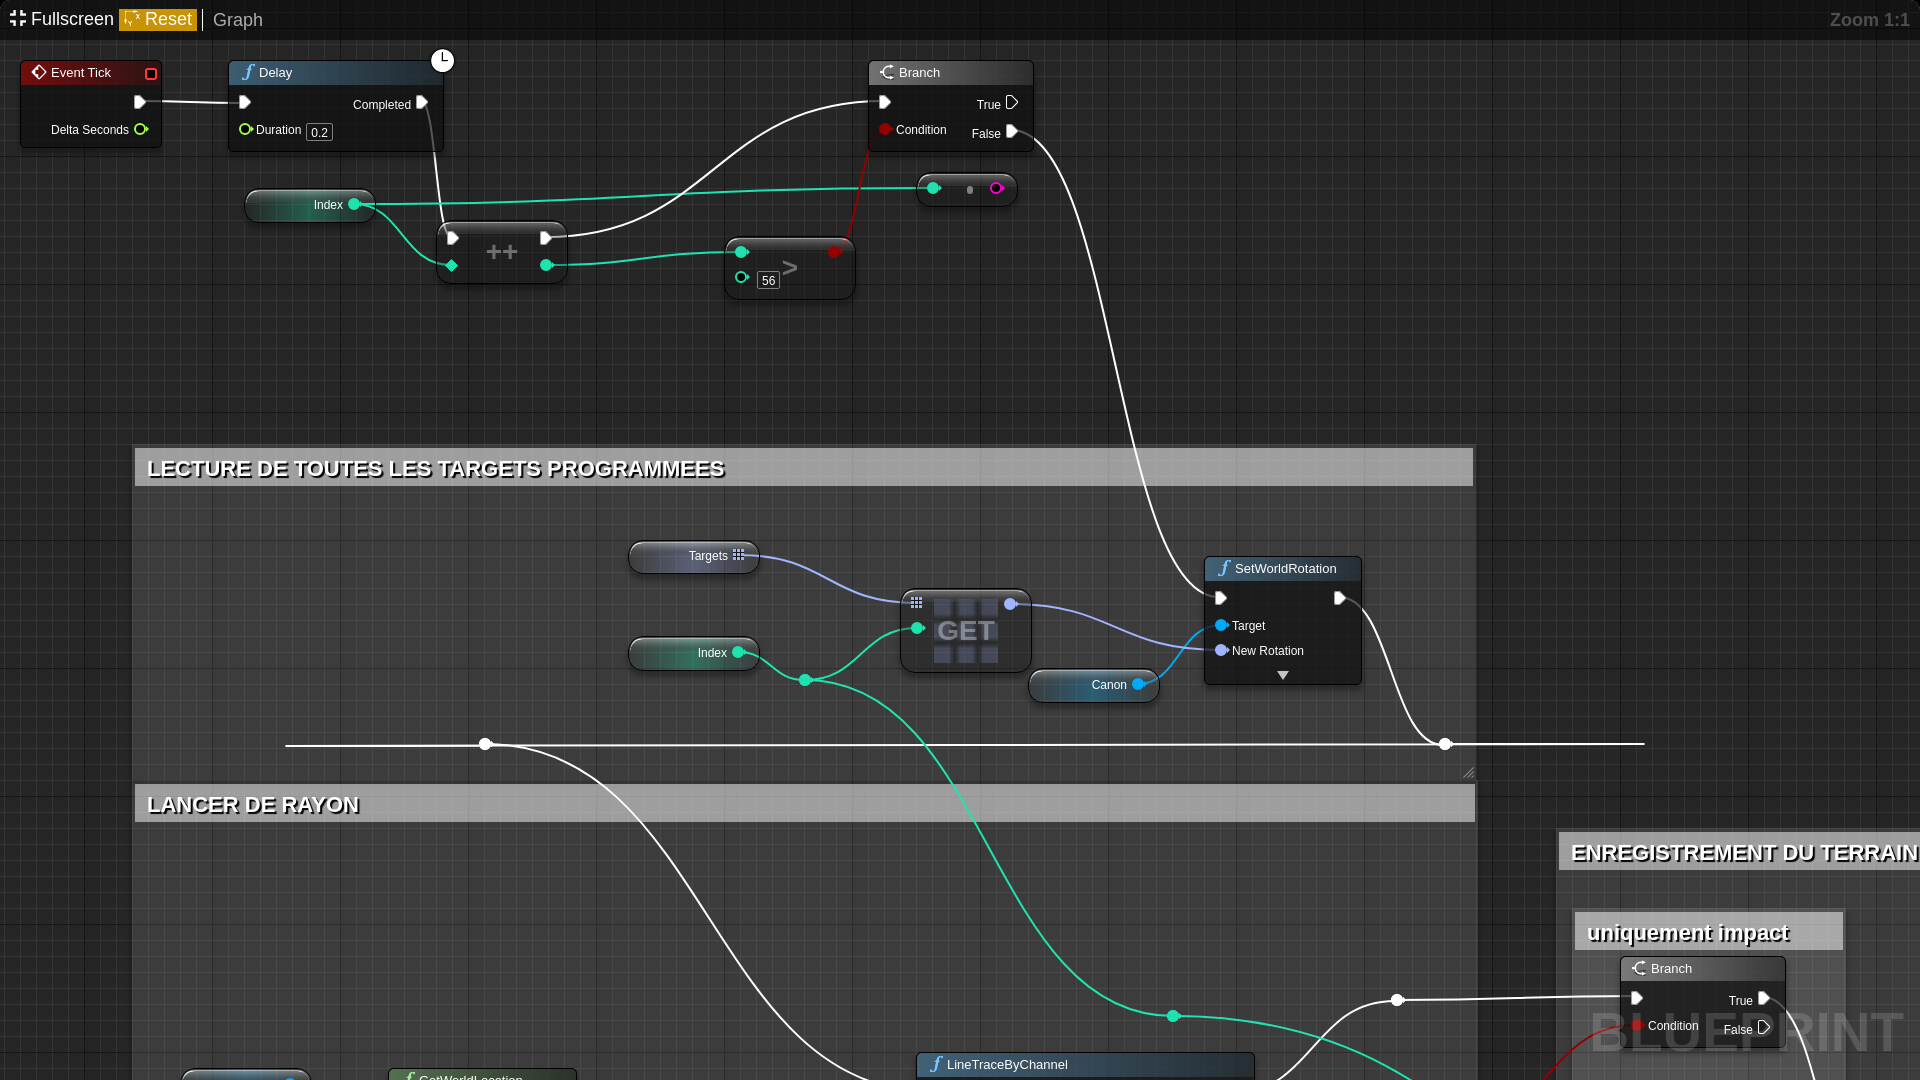 Fullscreen Reset Graph Zoom 1:1
Event Tick
Delta Seconds
Delay
Completed
Duration 0.2
Branch
True
Condition
False
Index
++
>
56
LECTURE DE TOUTES LES TARGETS PROGRAMMEES
Targets
GET
Index
Canon
SetWorldRotation
Target
New Rotation
LANCER DE RAYON
ENREGISTREMENT DU TERRAIN
uniquement impact
Branch
True
Condition
False
BLUEPRINT
LineTraceByChannel
GetWorldLocation